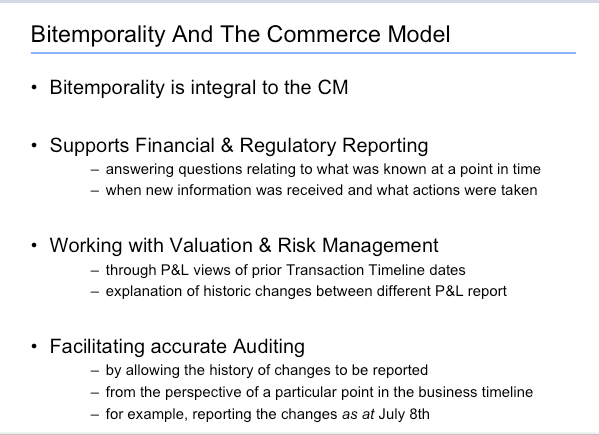 Bitemporality And The Commerce Model
• Bitemporality is integral to the CM
• Supports Financial & Regulatory Reporting
– answering questions relating to what was known at a point in time
– when new information was received and what actions were taken
• Working with Valuation & Risk Management
– through P&L views of prior Transaction Timeline dates
– explanation of historic changes between different P&L report
• Facilitating accurate Auditing
– by allowing the history of changes to be reported
– from the perspective of a particular point in the business timeline
– for example, reporting the changes as at July 8th